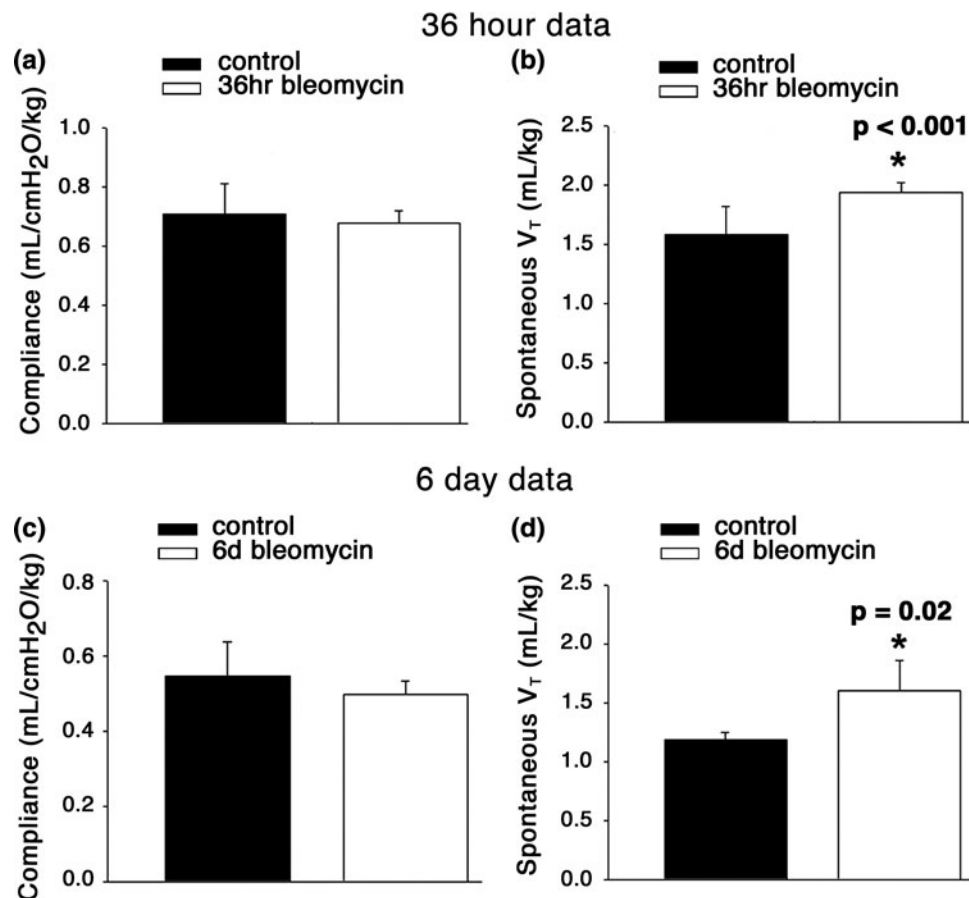 36 hour data
(a)
control
36hr bleomycin
Compliance (mL/cmH₂O/kg)
1.0
0.8
0.6
0.4
0.2
0.0
(b)
control
36hr bleomycin
p < 0.001
*
Spontaneous V_T (mL/kg)
2.5
2.0
1.5
1.0
0.5
0.0
6 day data
(c)
control
6d bleomycin
Compliance (mL/cmH₂O/kg)
0.8
0.6
0.4
0.2
0.0
(d)
control
6d bleomycin
p = 0.02
*
Spontaneous V_T (mL/kg)
2.5
2.0
1.5
1.0
0.5
0.0